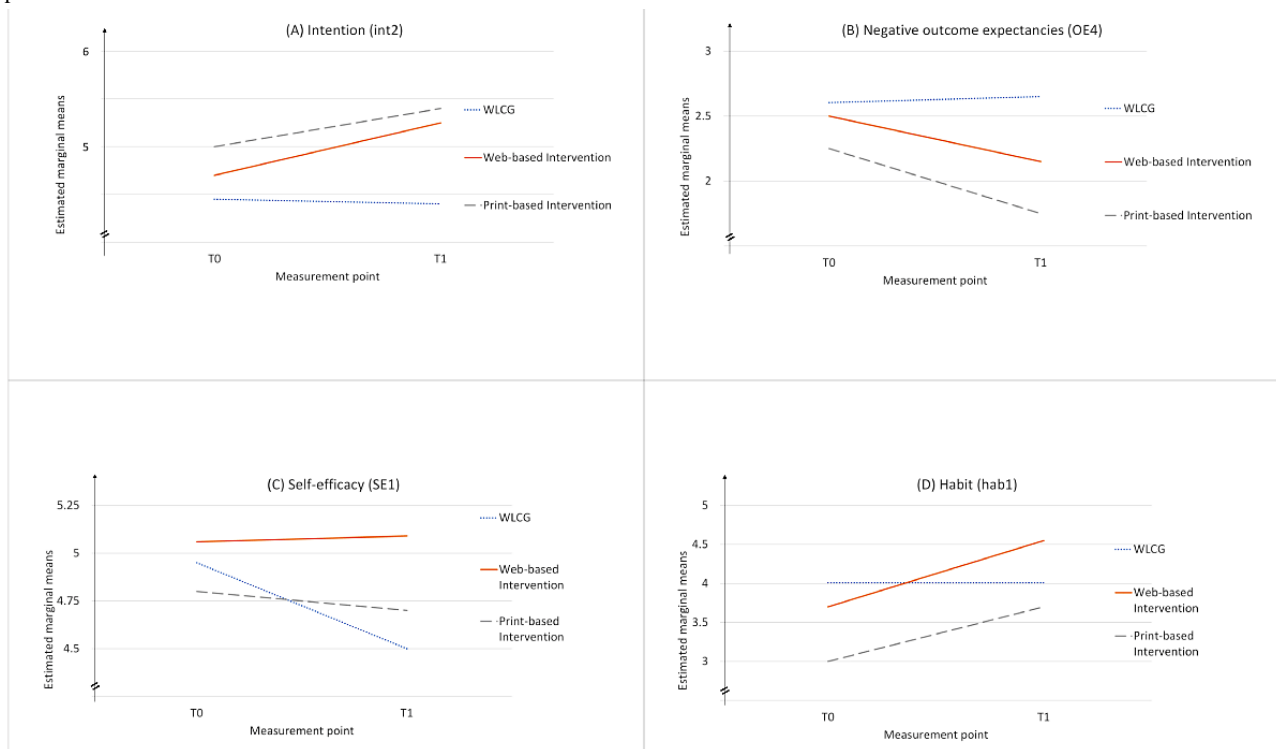 (A) Intention (int2)
6
5
Estimated marginal means
T0
T1
Measurement point
WLCG
Web-based Intervention
Print-based Intervention
(B) Negative outcome expectancies (OE4)
3
2.5
2
Estimated marginal means
T0
T1
Measurement point
WLCG
Web-based Intervention
Print-based Intervention
(C) Self-efficacy (SE1)
5.25
5
4.75
4.5
Estimated marginal means
T0
T1
Measurement point
WLCG
Web-based
Intervention
Print-based
Intervention
(D) Habit (hab1)
5
4.5
4
3.5
3
Estimated marginal means
T0
T1
Measurement point
WLCG
Web-based
Intervention
Print-based
Intervention